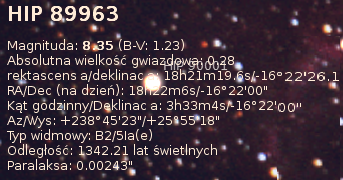 HIP 89963
Magnituda: 8.35 (B-V: 1.23)
Absolutna wielkość gwiazdowa: 0.28
rektascens a/deklinac a: 18h21m19.6s/-16°22'26.1
RA/Dec (na dzień): 18h22m6s/-16°22'00"
Kąt godzinny/Deklinac a: 3h33m4s/-16°22'00"
Az/Wys: +238°45'23"/+25°55'18"
Typ widmowy: B2/5Ia(e)
Odległość: 1342.21 lat świetlnych
Paralaksa: 0.00243"